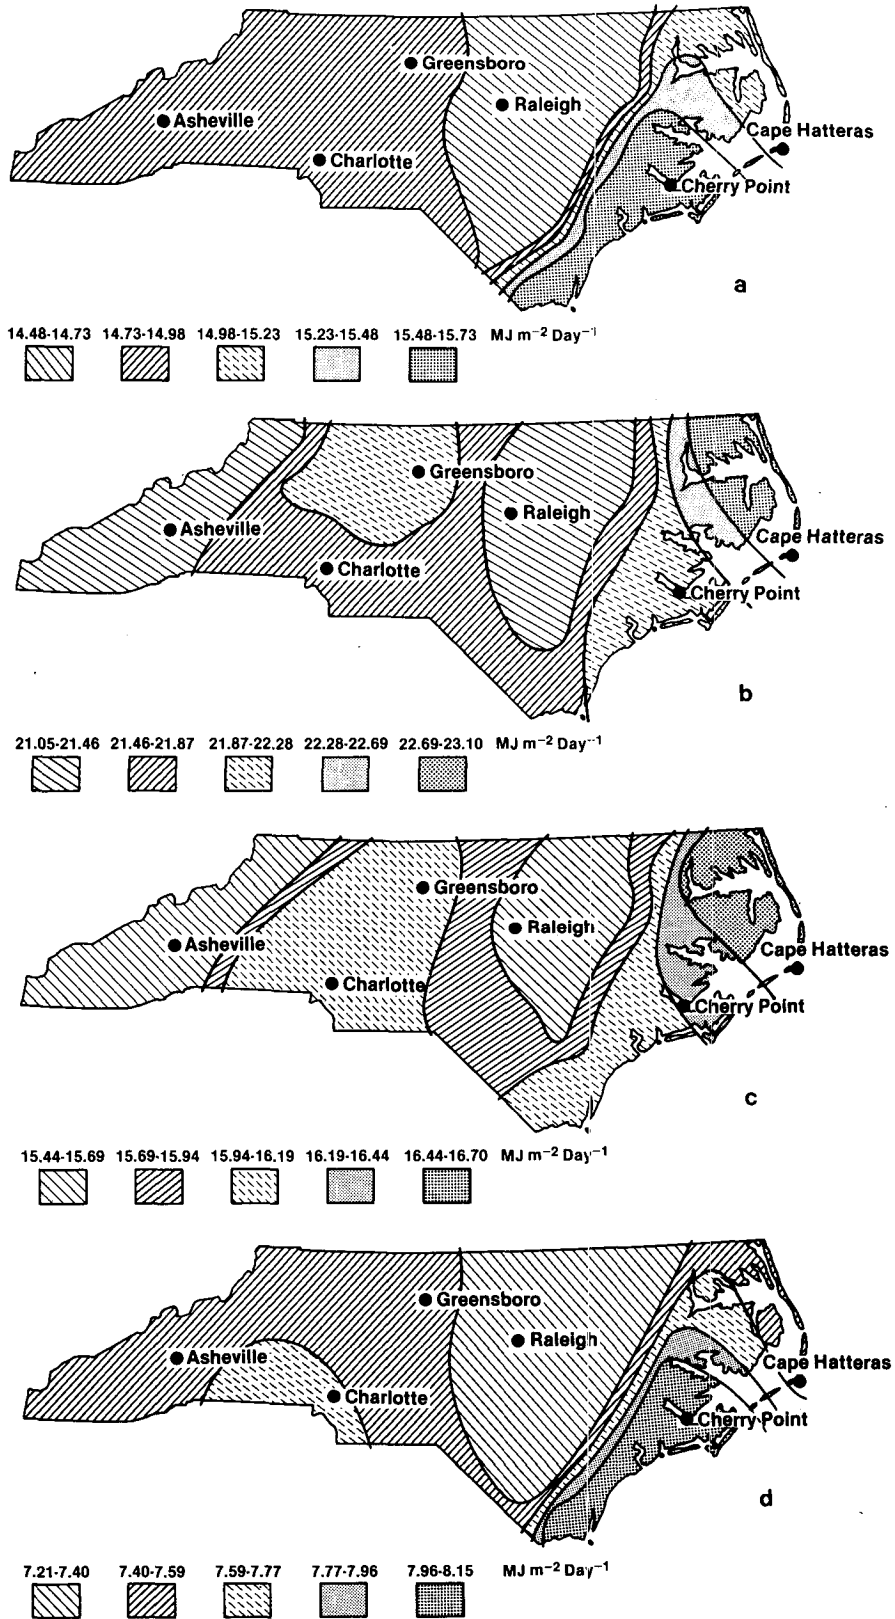 Greensboro
Raleigh
Asheville
Charlotte
Cape Hatteras
Cherry Point
a
14.48-14.73 14.73-14.98 14.98-15.23 15.23-15.48 15.48-15.73 MJ m⁻² Day⁻¹
Greensboro
Raleigh
Asheville
Charlotte
Cape Hatteras
Cherry Point
b
21.05-21.46 21.46-21.87 21.87-22.28 22.28-22.69 22.69-23.10 MJ m⁻² Day⁻¹
Greensboro
Raleigh
Asheville
Charlotte
Cape Hatteras
Cherry Point
c
15.44-15.69 15.69-15.94 15.94-16.19 16.19-16.44 16.44-16.70 MJ m⁻² Day⁻¹
Greensboro
Raleigh
Asheville
Charlotte
Cape Hatteras
Cherry Point
d
7.21-7.40 7.40-7.59 7.59-7.77 7.77-7.96 7.96-8.15 MJ m⁻² Day⁻¹